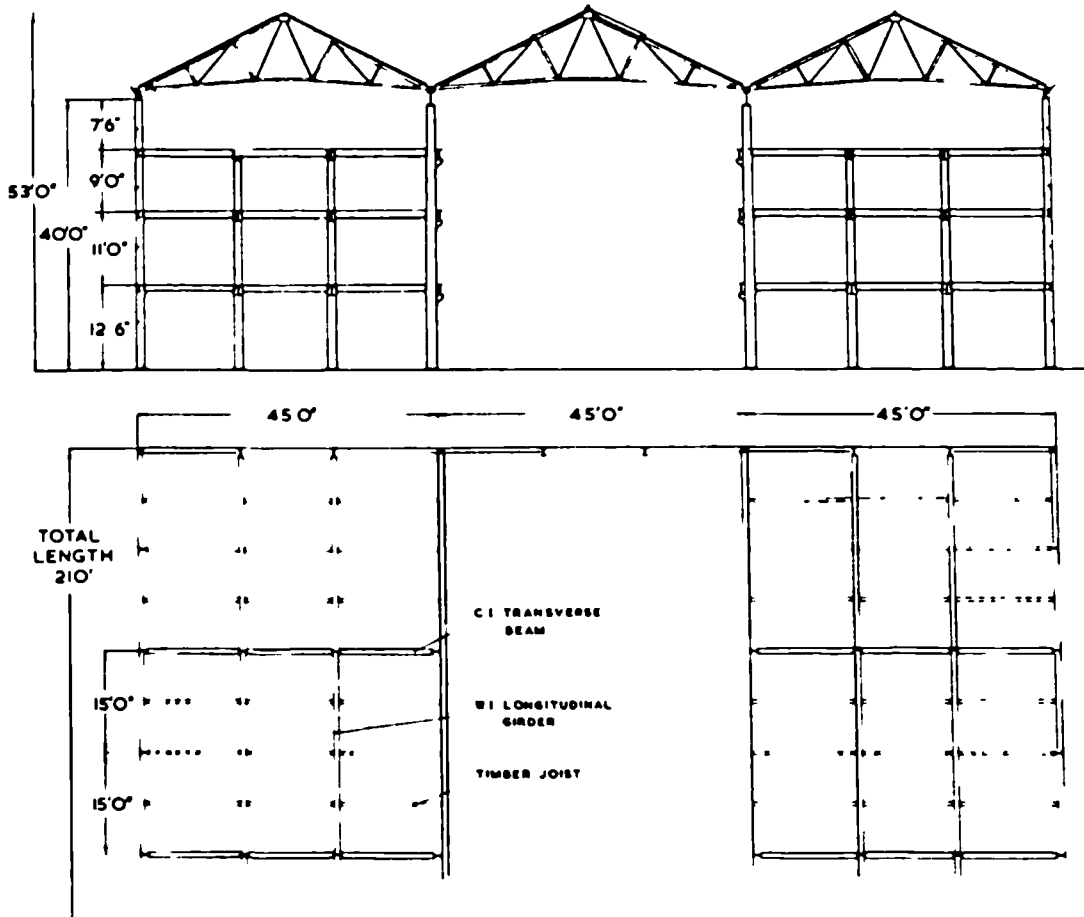 7'6"
9'0"
53'0"
40'0"
11'0"
12 6"
45 0"
45'0"
45'0"
TOTAL
LENGTH
210'
C I TRANSVERSE
BEAM
15'0"
W I LONGITUDINAL
GIRDER
TIMBER JOIST
15'0"